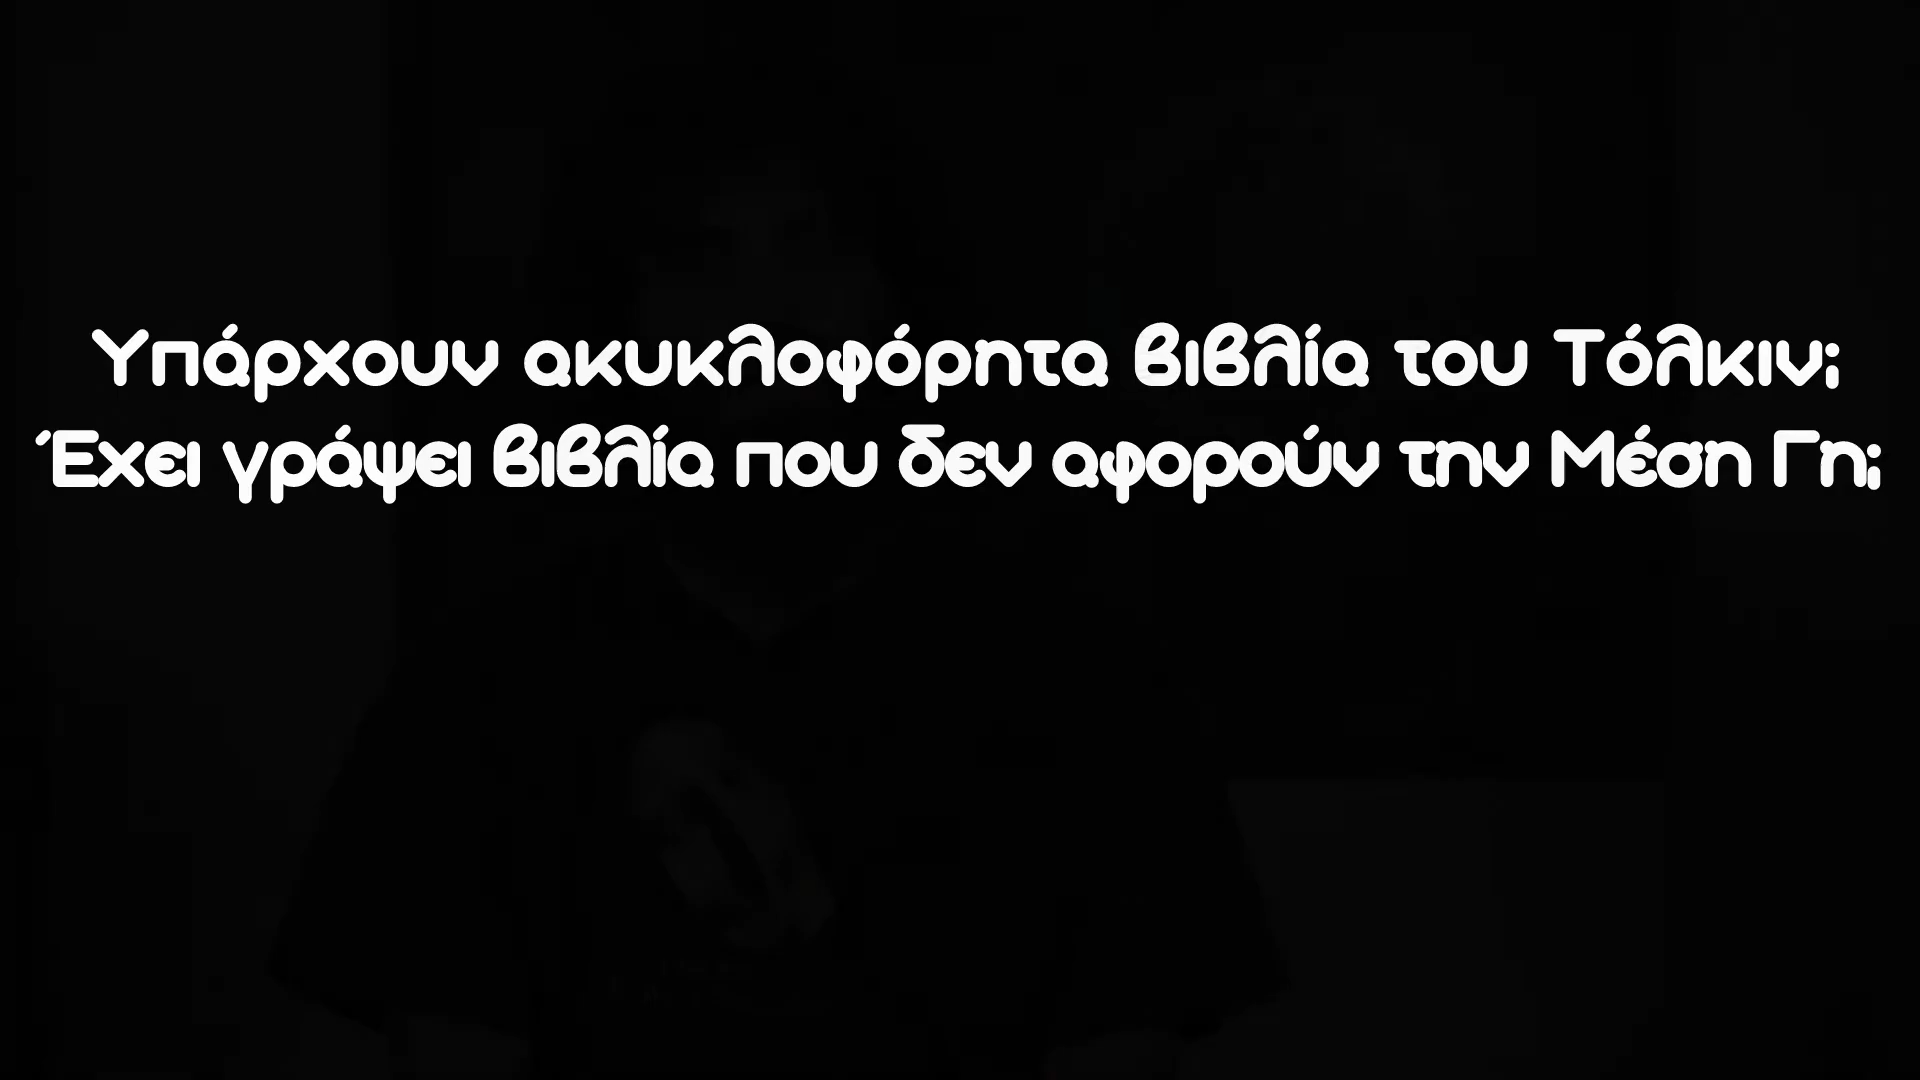 Υπάρχουν ακυκλοφόρητα βιβλία του Τόλκιν;
Έχει γράψει βιβλία που δεν αφορούν την Μέση Γη;